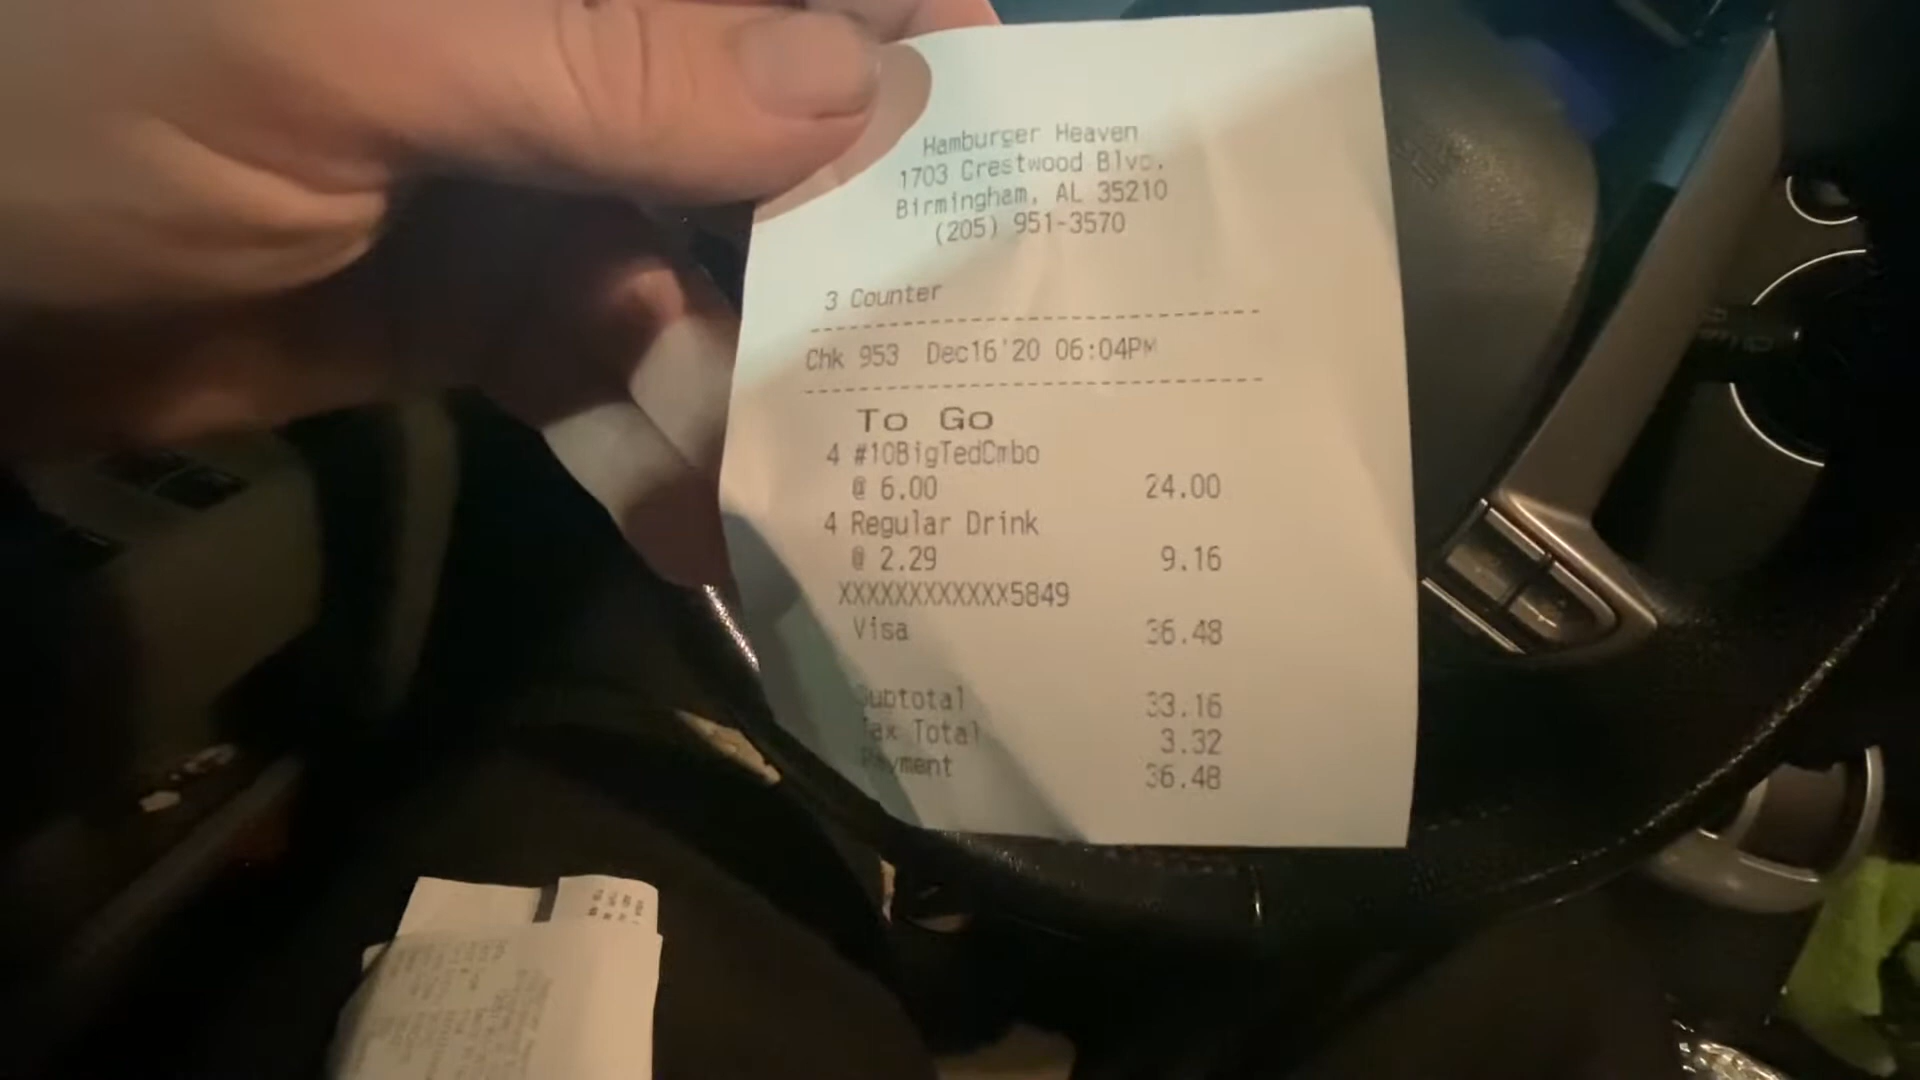 Hamburger Heaven
1703 Crestwood Blvd.
Birmingham, AL 35210
(205) 951-3570
3 Counter
Chk 953 Dec16'20 06:04PM
To Go
4 #10BigTedCmbo
@ 6.00 24.00
4 Regular Drink
@ 2.29 9.16
XXXXXXXXXXXX5849
Visa 36.48
Subtotal 33.16
Tax Total 3.32
Payment 36.48